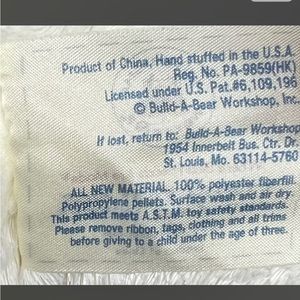 Product of China, Hand stuffed in the U.S.A.
Reg. No. PA-9859(HK)
Licensed under U.S. Pat.#6,109,196
© Build-A-Bear Workshop, Inc.
If lost, return to: Build-A-Bear Workshop
1954 Innerbelt Bus. Ctr. Dr.
St. Louis, Mo. 63114-5760
ALL NEW MATERIAL. 100% polyester fiberfill.
Polypropylene pellets. Surface wash and air dry.
This product meets A.S.T.M. toy safety standards.
Please remove ribbon, tags, clothing and all trims
before giving to a child under the age of three.